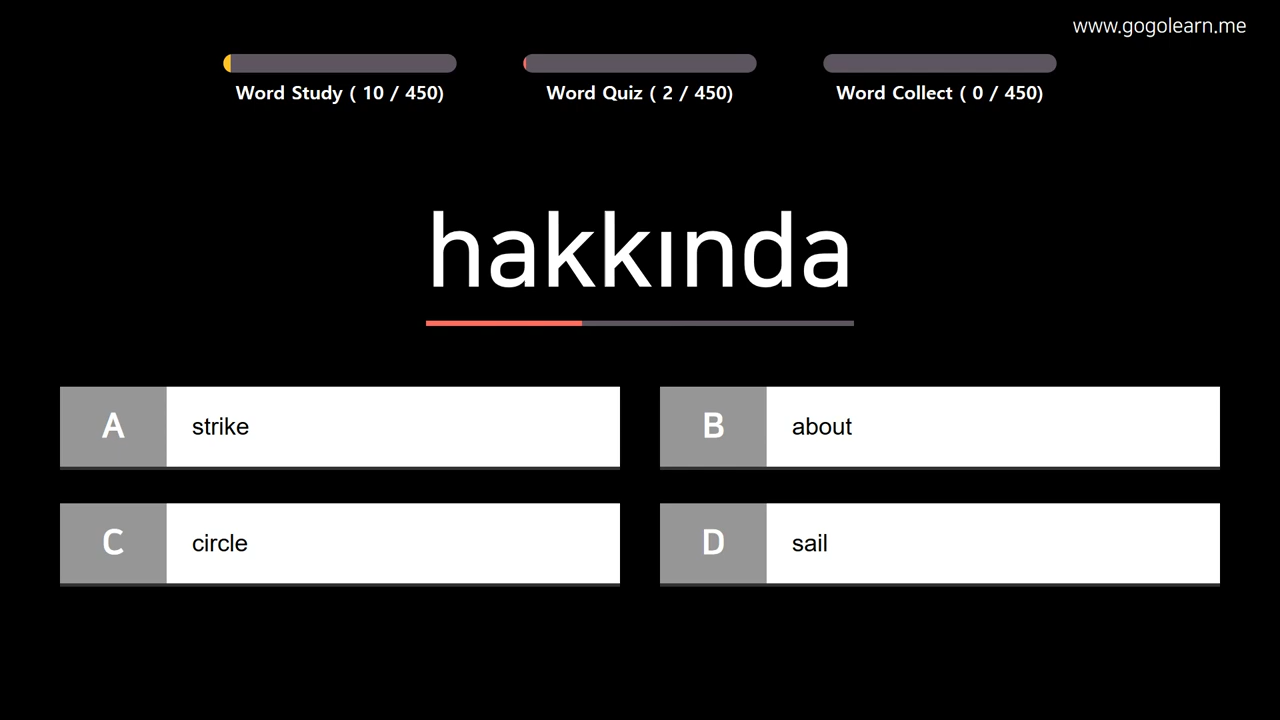 www.gogolearn.me
Word Study ( 10 / 450)
Word Quiz ( 2 / 450)
Word Collect ( 0 / 450)
hakkında
A strike
B about
C circle
D sail